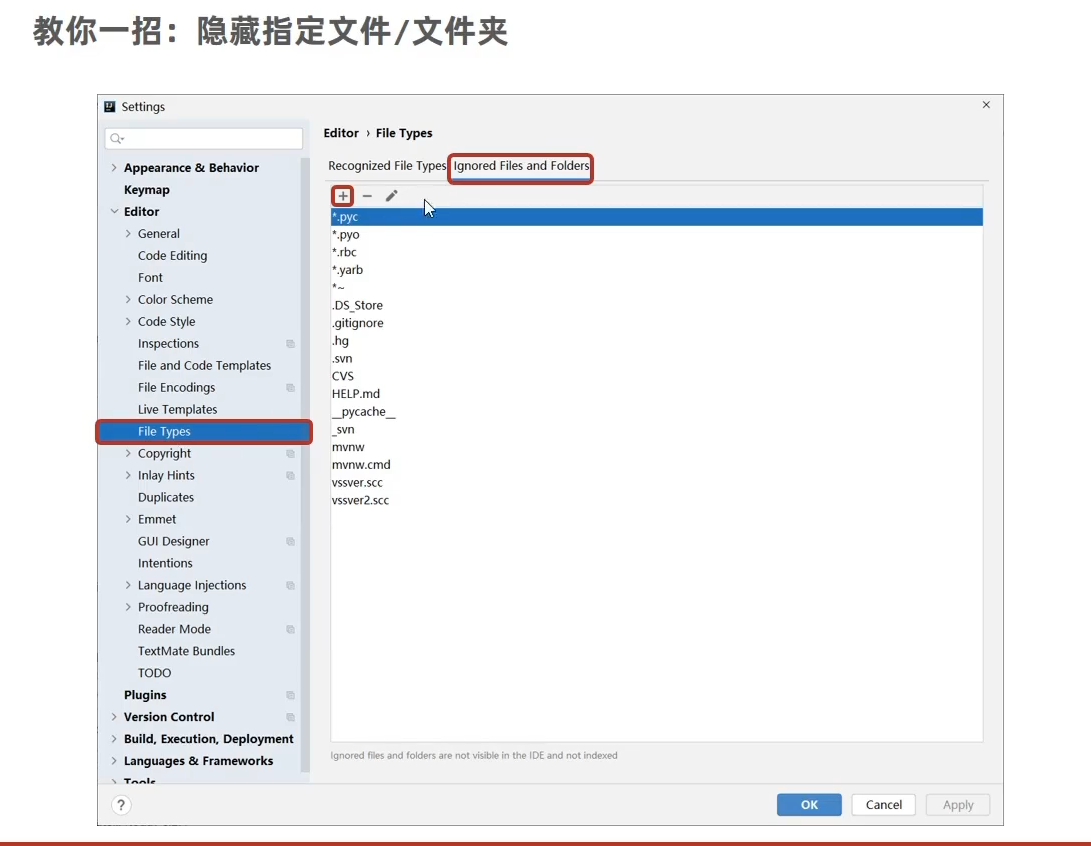 教你一招：隐藏指定文件/文件夹
Settings
Appearance & Behavior
Keymap
Editor
General
Code Editing
Font
Color Scheme
Code Style
Inspections
File and Code Templates
File Encodings
Live Templates
File Types
Copyright
Inlay Hints
Duplicates
Emmet
GUI Designer
Intentions
Language Injections
Proofreading
Reader Mode
TextMate Bundles
TODO
Plugins
Version Control
Build, Execution, Deployment
Languages & Frameworks
Tools
Editor › File Types
Recognized File Types Ignored Files and Folders
*.pyc
*.pyo
*.rbc
*.yarb
*~
.DS_Store
.gitignore
.hg
.svn
CVS
HELP.md
__pycache__
_svn
mvnw
mvnw.cmd
vssver.scc
vssver2.scc
Ignored files and folders are not visible in the IDE and not indexed
?
OK Cancel Apply